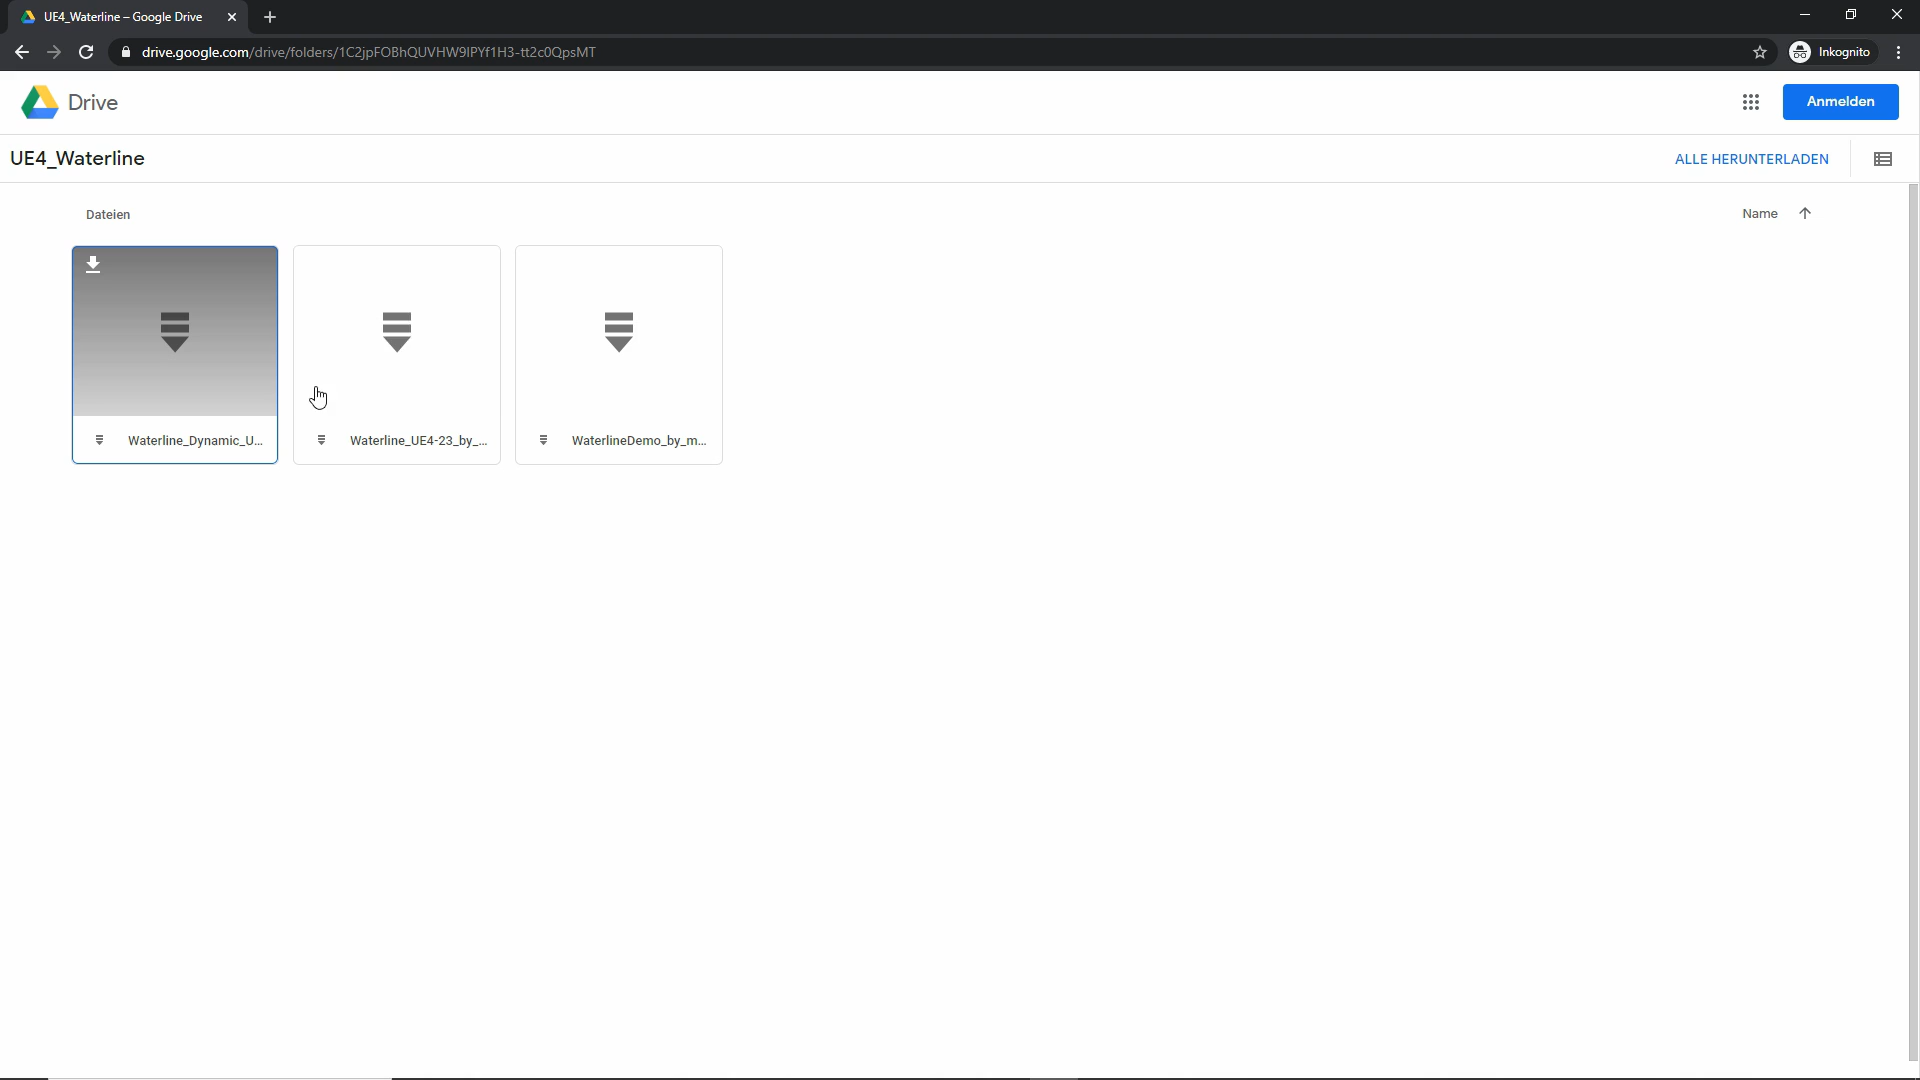 UE4_Waterline – Google Drive
drive.google.com/drive/folders/1C2jpFOBhQUVHW9IPYf1H3-tt2c0QpsMT
Inkognito
Drive
Anmelden
UE4_Waterline
ALLE HERUNTERLADEN
Dateien
Name
Waterline_Dynamic_U...
Waterline_UE4-23_by_...
WaterlineDemo_by_m...